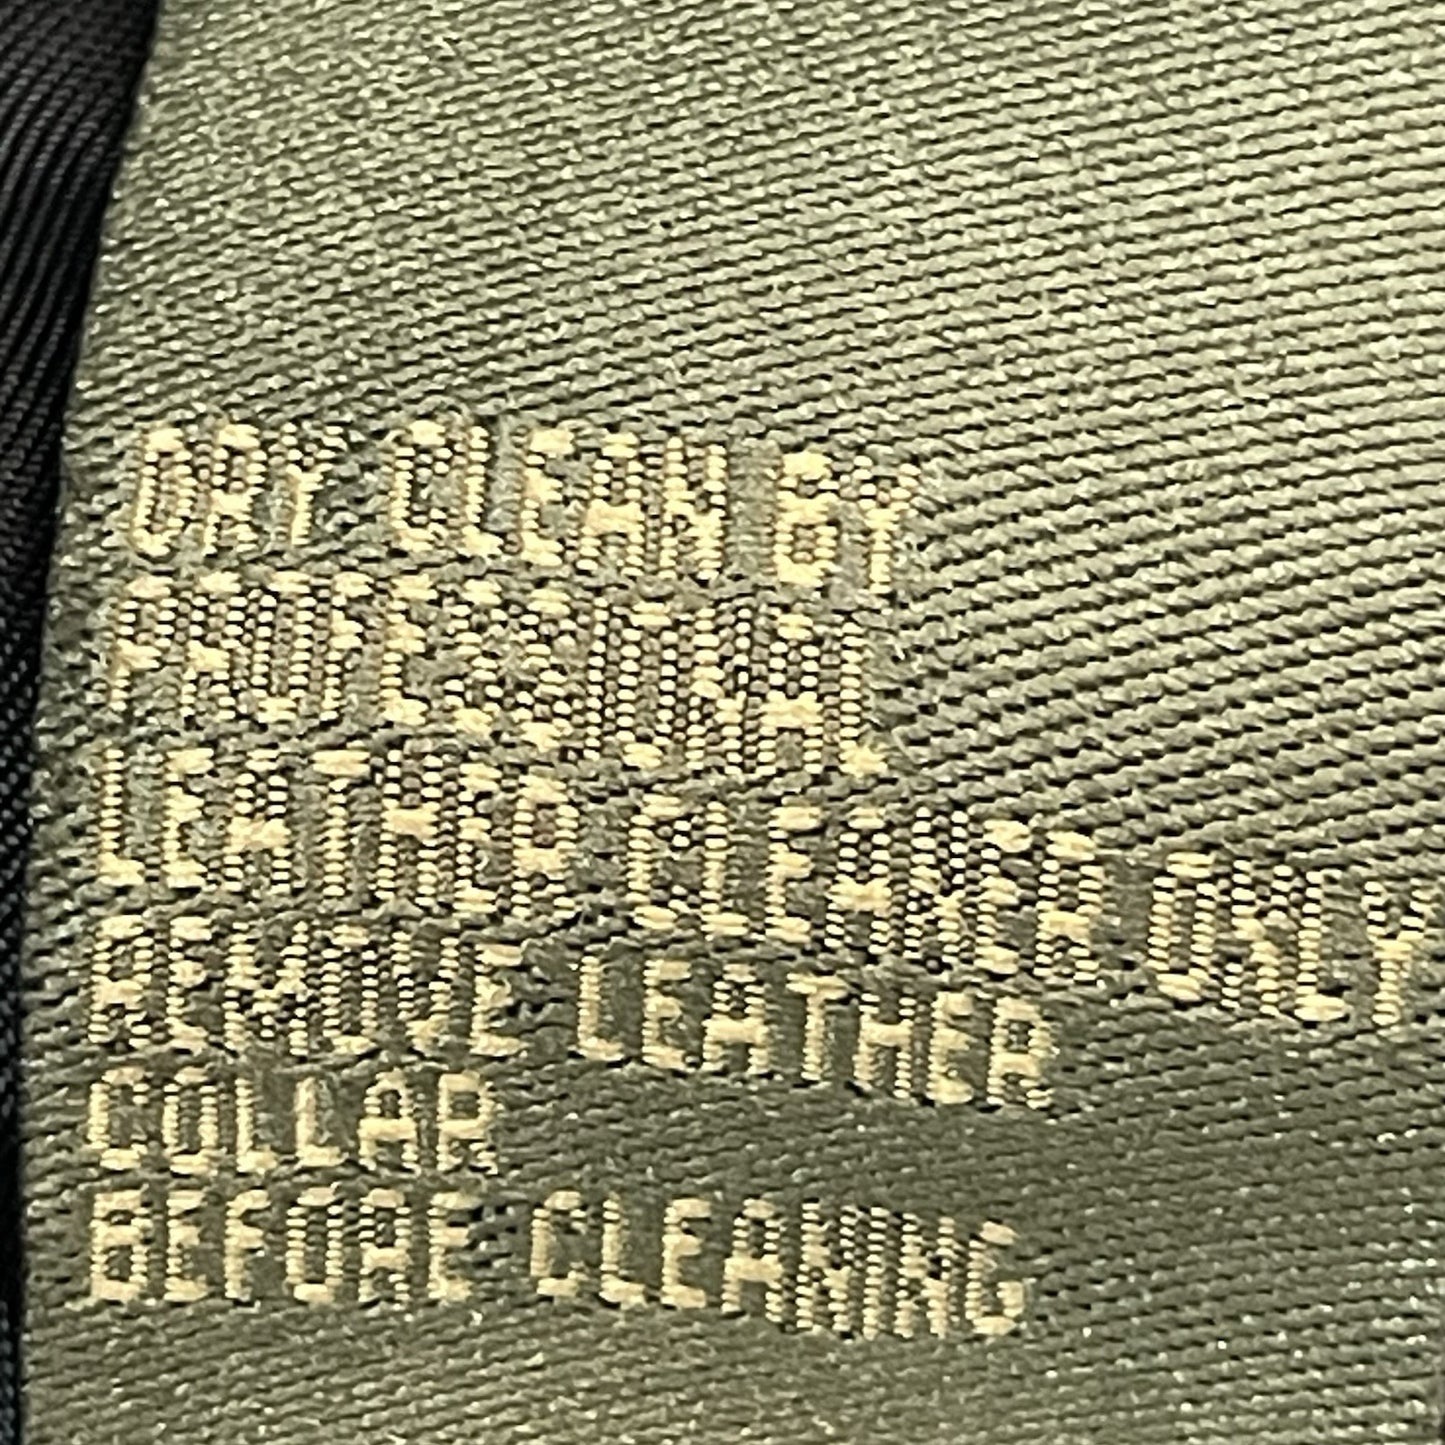 DRY CLEAN BY
PROFESSIONAL
LEATHER CLEANER ONLY
REMOVE LEATHER
COLLAR
BEFORE CLEANING